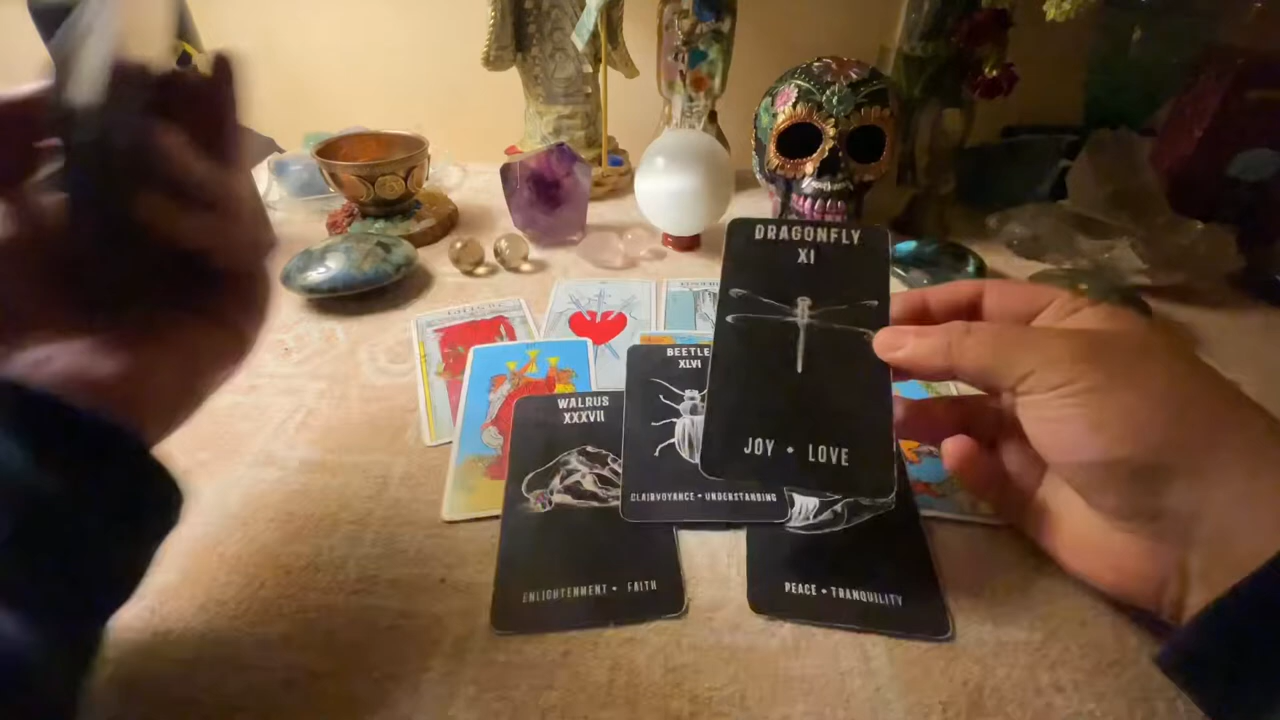 DRAGONFLY
XI
JOY • LOVE
BEETLE
XLVI
CLAIRVOYANCE • UNDERSTANDING
WALRUS
XXXVII
ENLIGHTENMENT • FAITH
PEACE • TRANQUILITY